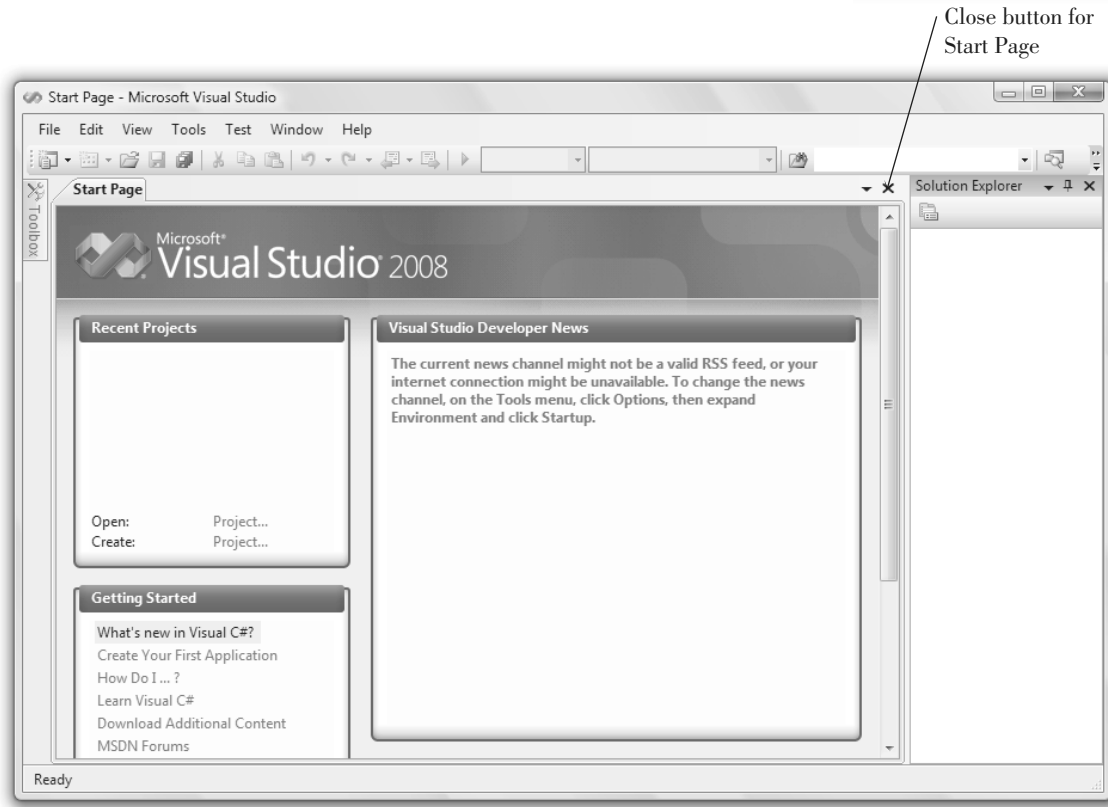 Close button for
Start Page
Start Page - Microsoft Visual Studio
File Edit View Tools Test Window Help
Toolbox
Start Page
Solution Explorer
Microsoft®
Visual Studio® 2008
Recent Projects
Open: Project...
Create: Project...
Getting Started
What's new in Visual C#?
Create Your First Application
How Do I ... ?
Learn Visual C#
Download Additional Content
MSDN Forums
Visual Studio Developer News
The current news channel might not be a valid RSS feed, or your
internet connection might be unavailable. To change the news
channel, on the Tools menu, click Options, then expand
Environment and click Startup.
Ready